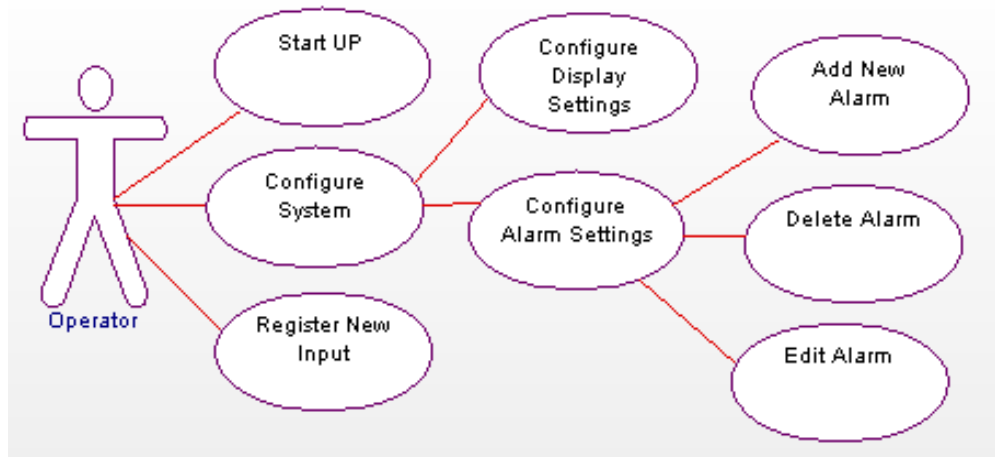 Start UP
Configure
Display
Settings
Add New
Alarm
Configure
System
Configure
Alarm Settings
Delete Alarm
Operator
Register New
Input
Edit Alarm